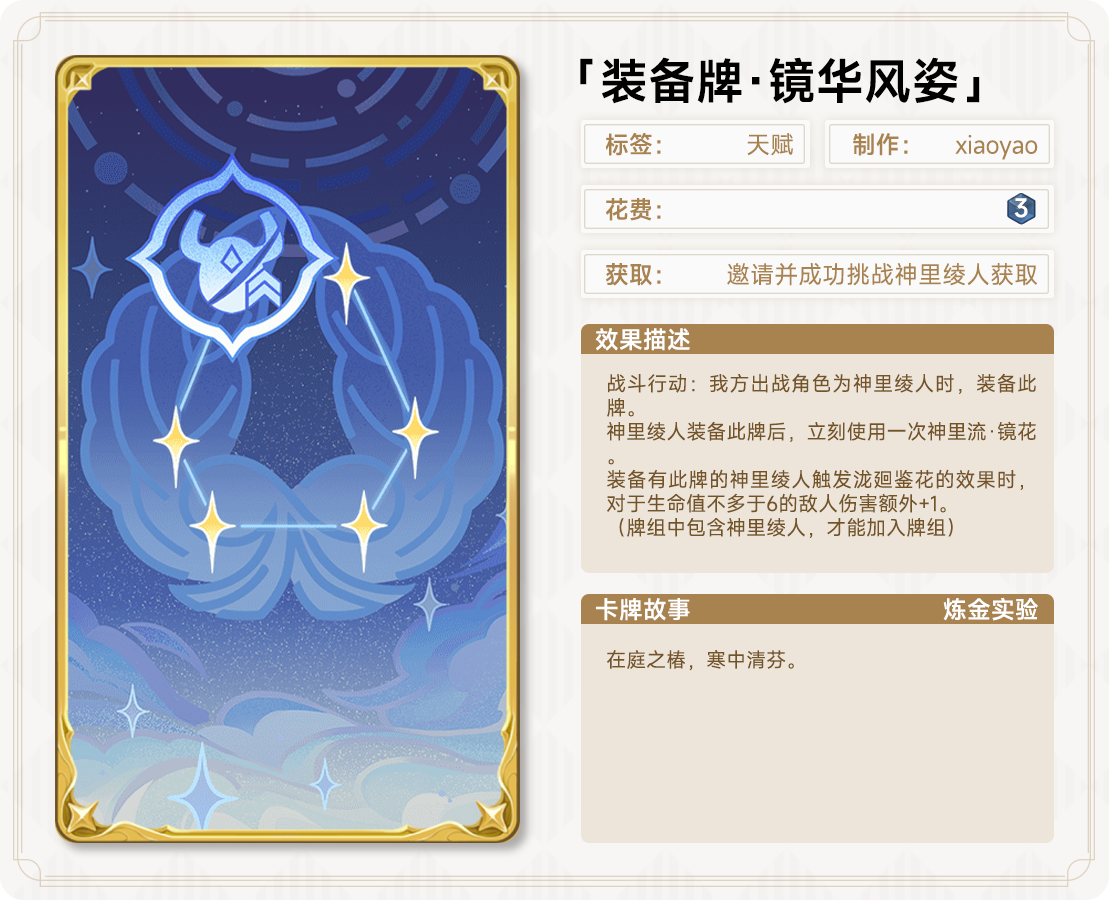 「装备牌·镜华风姿」
标签： 天赋
制作： xiaoyao
花费： 3
获取： 邀请并成功挑战神里绫人获取
效果描述
战斗行动：我方出战角色为神里绫人时，装备此
牌。
神里绫人装备此牌后，立刻使用一次神里流·镜花
。
装备有此牌的神里绫人触发泷廻鉴花的效果时，
对于生命值不多于6的敌人伤害额外+1。
（牌组中包含神里绫人，才能加入牌组）
卡牌故事 炼金实验
在庭之椿，寒中清芬。